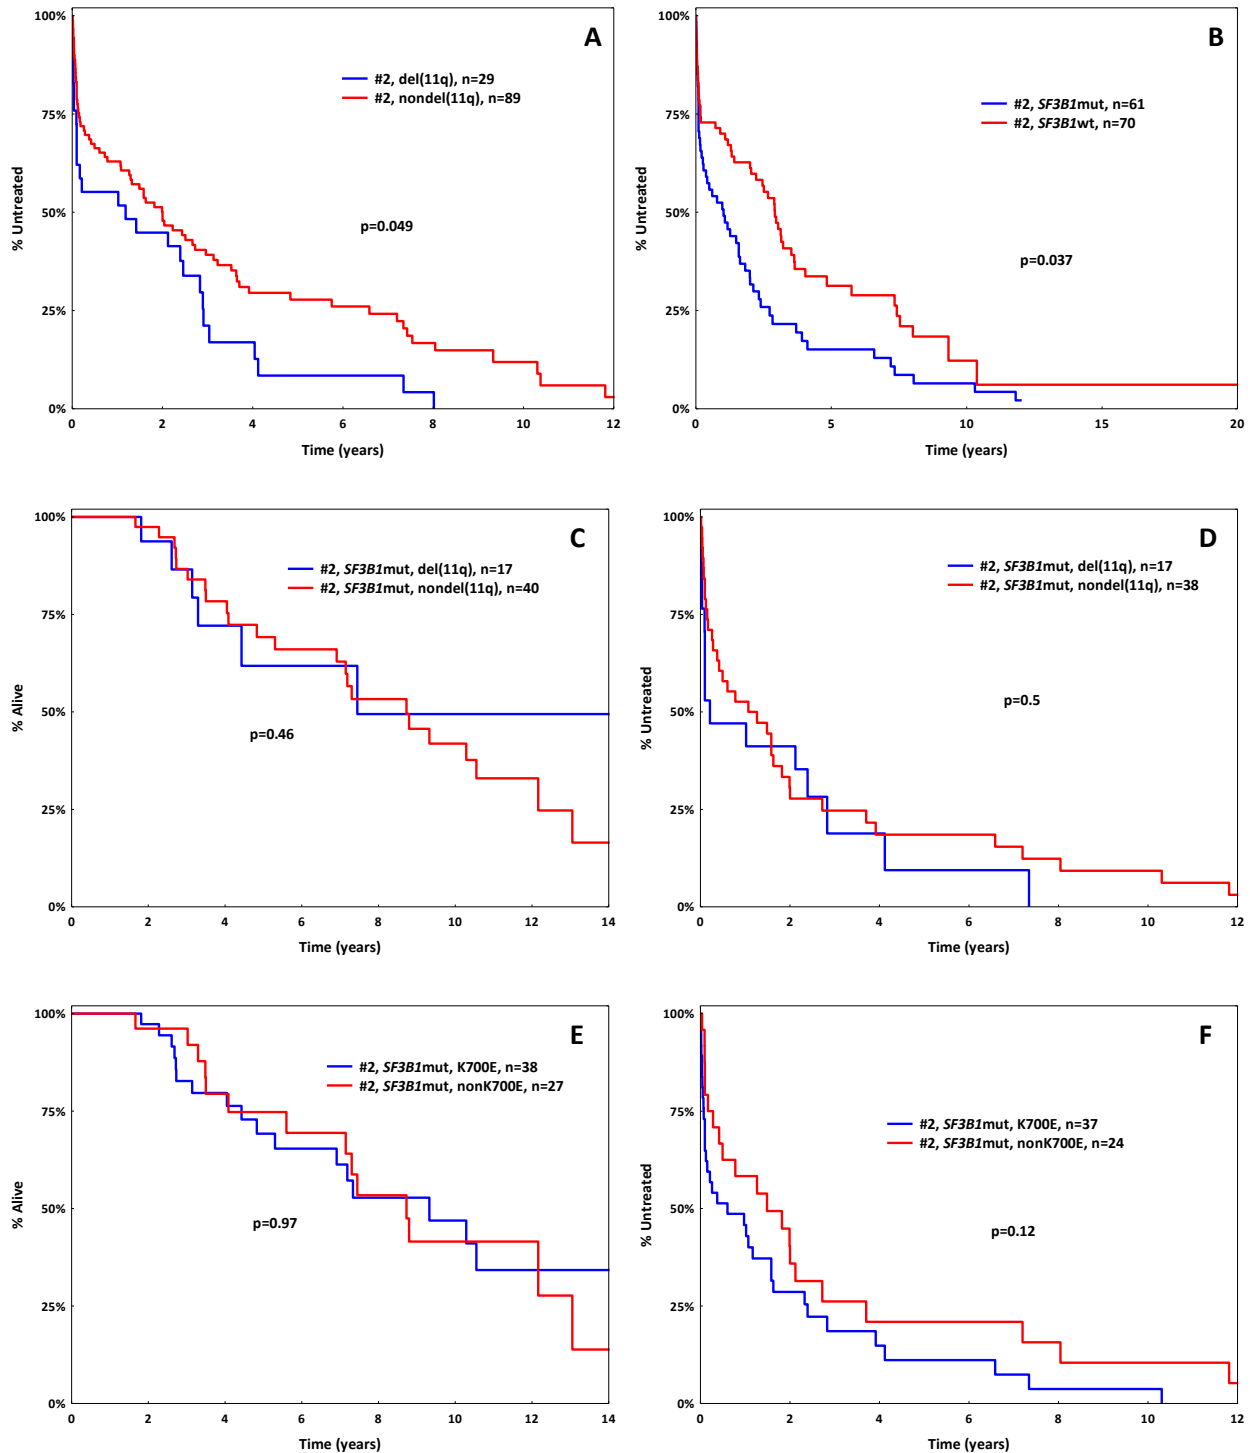 A
100%
75%
50%
25%
0%
% Untreated
#2, del(11q), n=29
#2, nondel(11q), n=89
p=0.049
0 2 4 6 8 10 12
Time (years)
B
100%
75%
50%
25%
0%
% Untreated
#2, SF3B1mut, n=61
#2, SF3B1wt, n=70
p=0.037
0 5 10 15 20
Time (years)
C
100%
75%
50%
25%
0%
% Alive
#2, SF3B1mut, del(11q), n=17
#2, SF3B1mut, nondel(11q), n=40
p=0.46
0 2 4 6 8 10 12 14
Time (years)
D
100%
75%
50%
25%
0%
% Untreated
#2, SF3B1mut, del(11q), n=17
#2, SF3B1mut, nondel(11q), n=38
p=0.5
0 2 4 6 8 10 12
Time (years)
E
100%
75%
50%
25%
0%
% Alive
#2, SF3B1mut, K700E, n=38
#2, SF3B1mut, nonK700E, n=27
p=0.97
0 2 4 6 8 10 12 14
Time (years)
F
100%
75%
50%
25%
0%
% Untreated
#2, SF3B1mut, K700E, n=37
#2, SF3B1mut, nonK700E, n=24
p=0.12
0 2 4 6 8 10 12
Time (years)